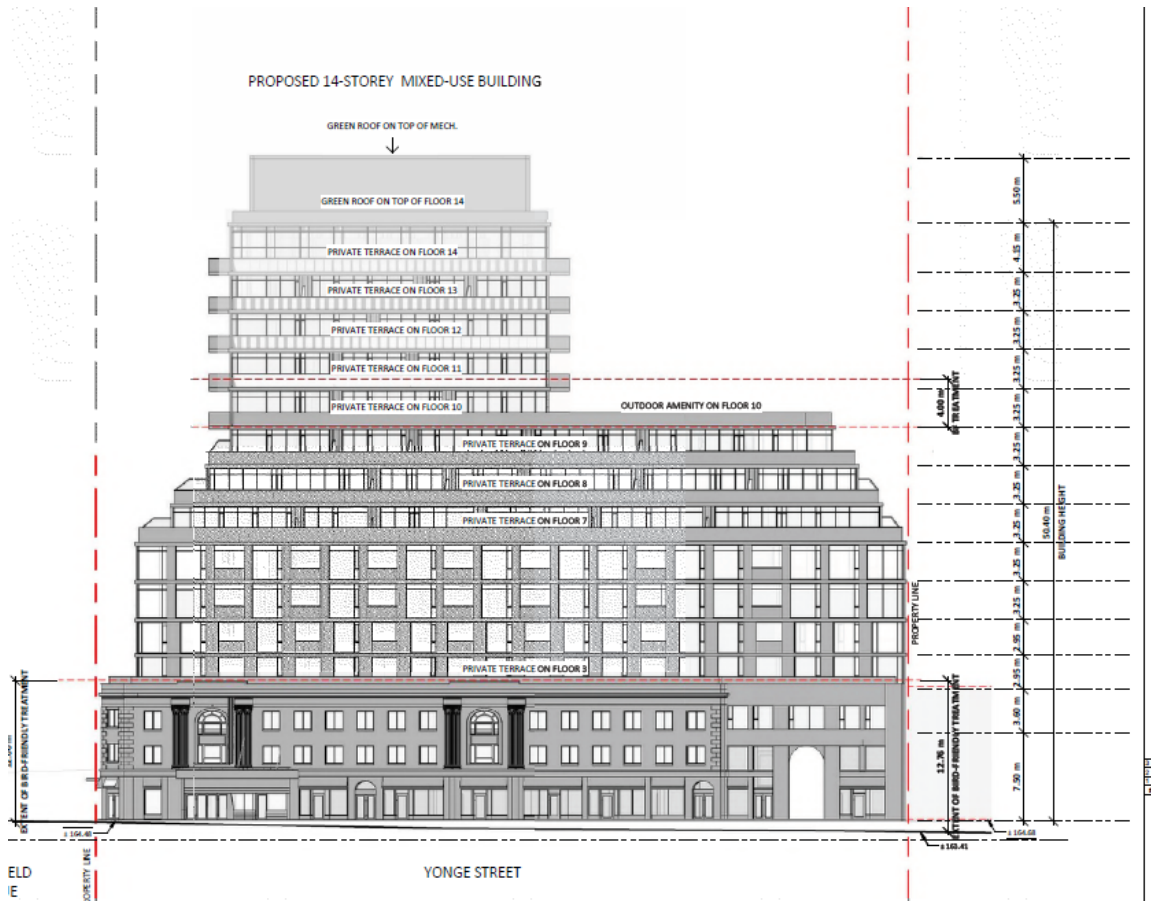 PROPOSED 14-STOREY MIXED-USE BUILDING
GREEN ROOF ON TOP OF MECH.
GREEN ROOF ON TOP OF FLOOR 14
PRIVATE TERRACE ON FLOOR 14
PRIVATE TERRACE ON FLOOR 13
PRIVATE TERRACE ON FLOOR 12
PRIVATE TERRACE ON FLOOR 11
PRIVATE TERRACE ON FLOOR 10
OUTDOOR AMENITY ON FLOOR 10
PRIVATE TERRACE ON FLOOR 9
PRIVATE TERRACE ON FLOOR 8
PRIVATE TERRACE ON FLOOR 7
PRIVATE TERRACE ON FLOOR 3
5.50 m
4.15 m
3.25 m
3.25 m
3.25 m
3.25 m
3.25 m
3.25 m
3.25 m
3.25 m
3.25 m
2.95 m
2.95 m
3.60 m
7.50 m
50.40 m
BUILDING HEIGHT
4.00 m
BF TREATMENT
PROPERTY LINE
12.76 m
EXTENT OF BIRD-FRIENDLY TREATMENT
EXTENT OF BIRD-FRIENDLY TREATMENT
± 164.48
± 164.68
± 163.41
YONGE STREET
ELD